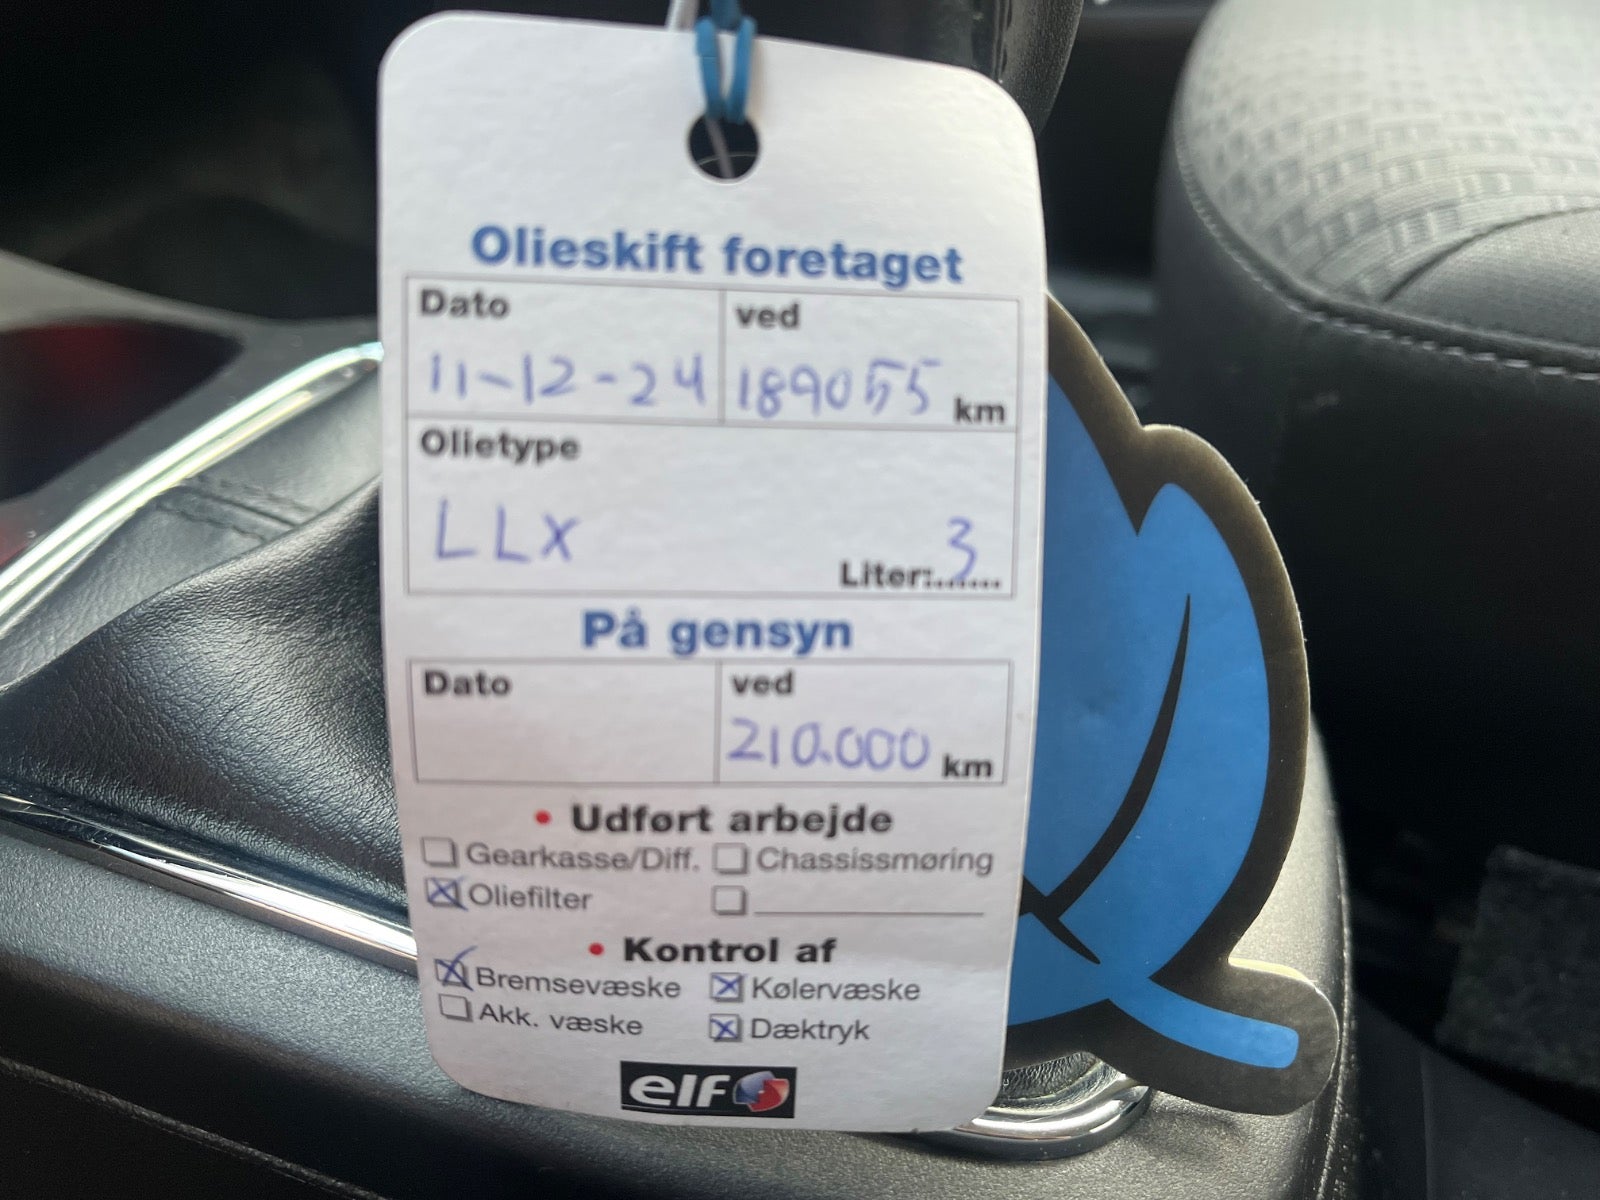 Olieskift foretaget
Dato ved
11-12-24 189055 km
Olietype
LLX
Liter:...3...
På gensyn
Dato ved
210.000 km
• Udført arbejde
Gearkasse/Diff. Chassissmøring
Oliefilter
• Kontrol af
Bremsevæske Kølervæske
Akk. væske Dæktryk
elf